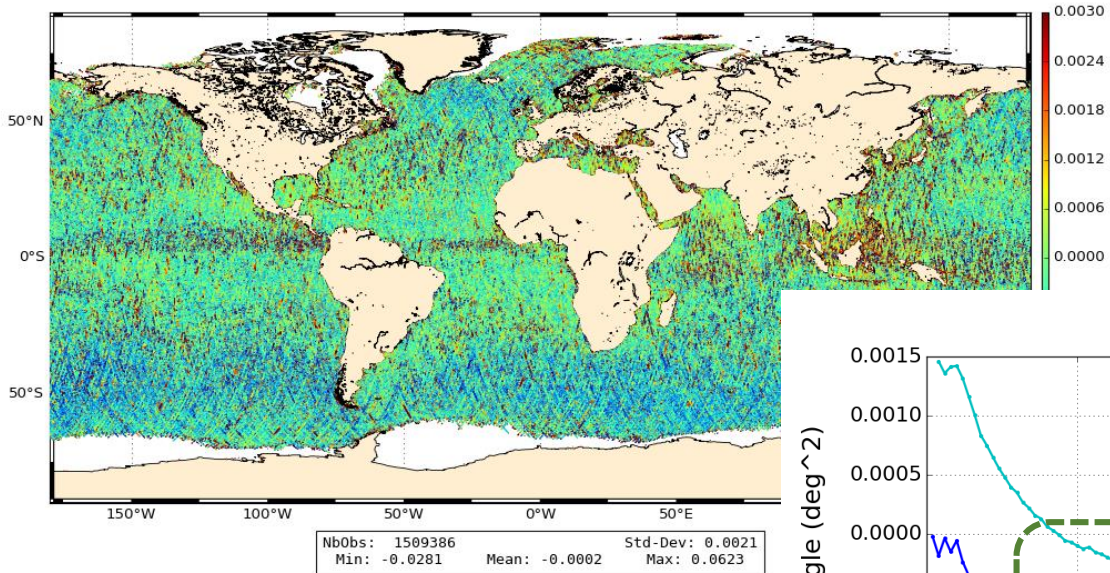 0.0030
0.0024
0.0018
0.0012
0.0006
0.0000
50°N
0°S
50°S
150°W
100°W
50°W
0°W
50°E
NbObs: 1509386 Std-Dev: 0.0021
Min: -0.0281 Mean: -0.0002 Max: 0.0623
0.0015
0.0010
0.0005
0.0000
gle (deg^2)